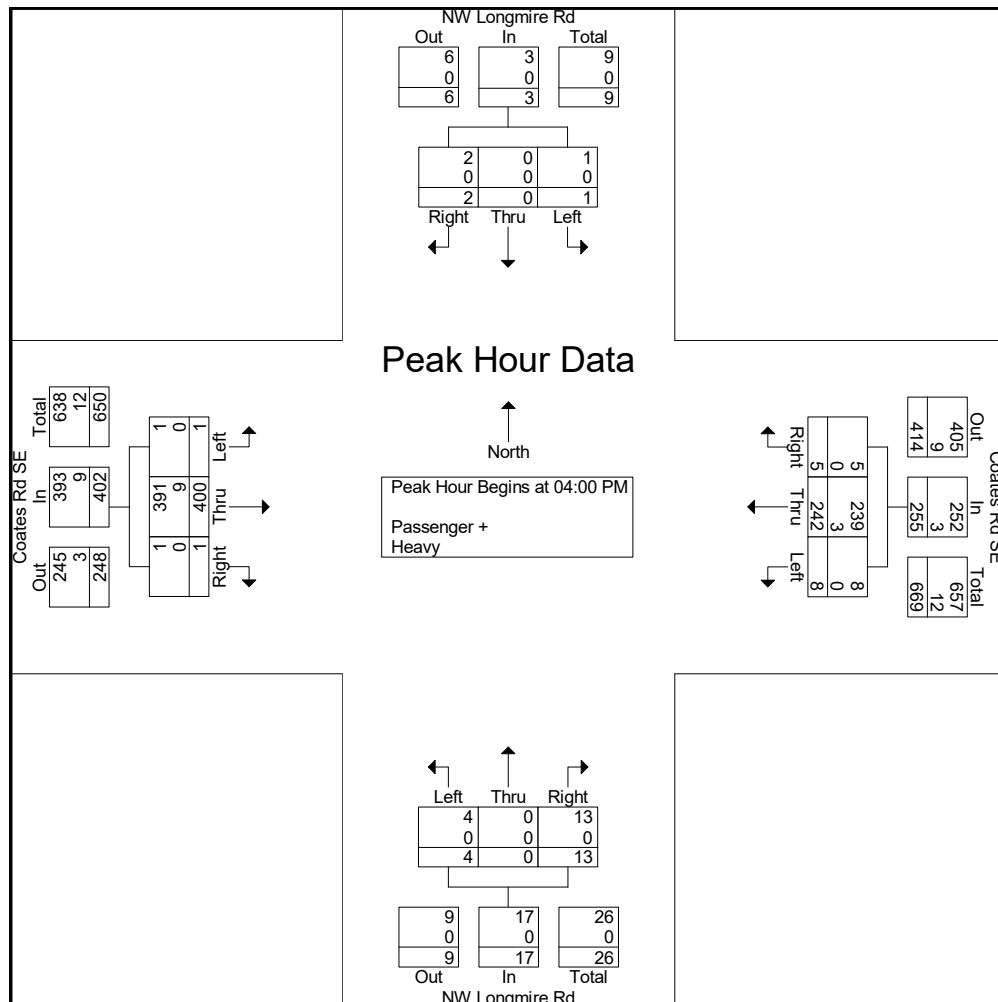 NW Longmire Rd
Out In Total
6 3 9
0 0 0
6 3 9
2 0 1
0 0 0
2 0 1
Right Thru Left
Peak Hour Data
North
Peak Hour Begins at 04:00 PM
Passenger +
Heavy
Coates Rd SE
Out In Total
245 393 638
3 9 12
248 402 650
1 391 1
0 9 0
1 400 1
Right Thru Left
Coates Rd SE
Out In Total
405 252 657
9 3 12
414 255 669
5 239 8
0 3 0
5 242 8
Right Thru Left
Left Thru Right
4 0 13
0 0 0
4 0 13
9 17 26
0 0 0
9 17 26
Out In Total
NW Longmire Rd